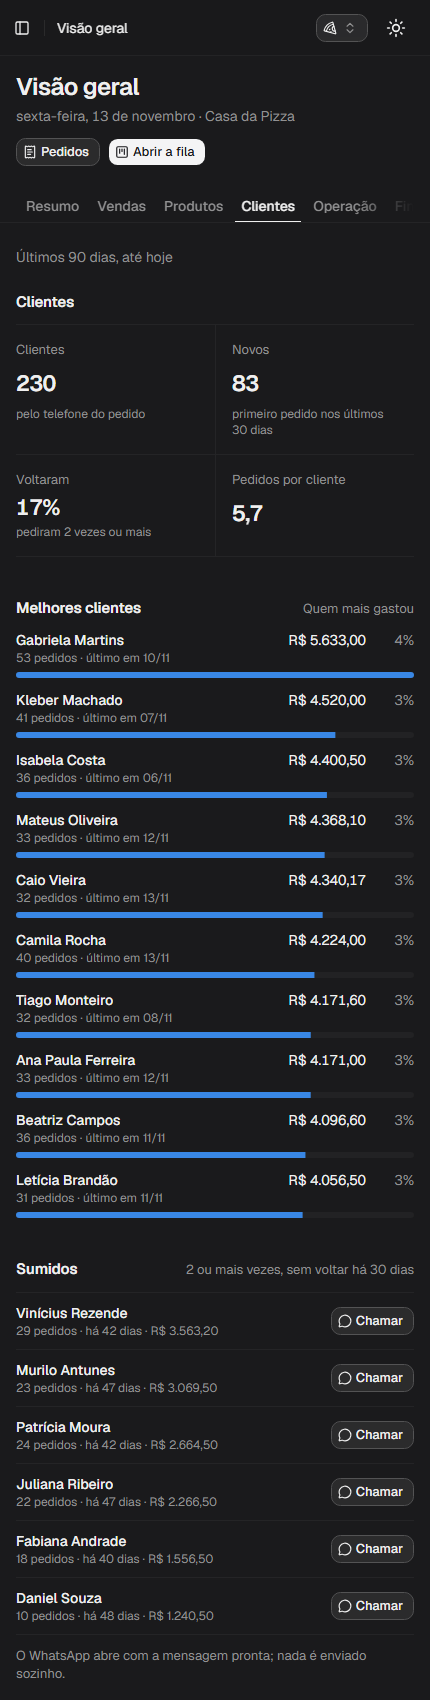 Visão geral
Visão geral
sexta-feira, 13 de novembro · Casa da Pizza
Pedidos
Abrir a fila
Resumo Vendas Produtos Clientes Operação
Últimos 90 dias, até hoje
Clientes
Clientes
230
pelo telefone do pedido
Novos
83
primeiro pedido nos últimos
30 dias
Voltaram
17%
pediram 2 vezes ou mais
Pedidos por cliente
5,7
Melhores clientes
Quem mais gastou
Gabriela Martins R$ 5.633,00 4%
53 pedidos · último em 10/11
Kleber Machado R$ 4.520,00 3%
41 pedidos · último em 07/11
Isabela Costa R$ 4.400,50 3%
36 pedidos · último em 06/11
Mateus Oliveira R$ 4.368,10 3%
33 pedidos · último em 12/11
Caio Vieira R$ 4.340,17 3%
32 pedidos · último em 13/11
Camila Rocha R$ 4.224,00 3%
40 pedidos · último em 13/11
Tiago Monteiro R$ 4.171,60 3%
32 pedidos · último em 08/11
Ana Paula Ferreira R$ 4.171,00 3%
33 pedidos · último em 12/11
Beatriz Campos R$ 4.096,60 3%
36 pedidos · último em 11/11
Letícia Brandão R$ 4.056,50 3%
31 pedidos · último em 11/11
Sumidos
2 ou mais vezes, sem voltar há 30 dias
Vinícius Rezende
29 pedidos · há 42 dias · R$ 3.563,20
Chamar
Murilo Antunes
23 pedidos · há 47 dias · R$ 3.069,50
Chamar
Patrícia Moura
24 pedidos · há 42 dias · R$ 2.664,50
Chamar
Juliana Ribeiro
22 pedidos · há 47 dias · R$ 2.266,50
Chamar
Fabiana Andrade
18 pedidos · há 40 dias · R$ 1.556,50
Chamar
Daniel Souza
10 pedidos · há 48 dias · R$ 1.240,50
Chamar
O WhatsApp abre com a mensagem pronta; nada é enviado
sozinho.